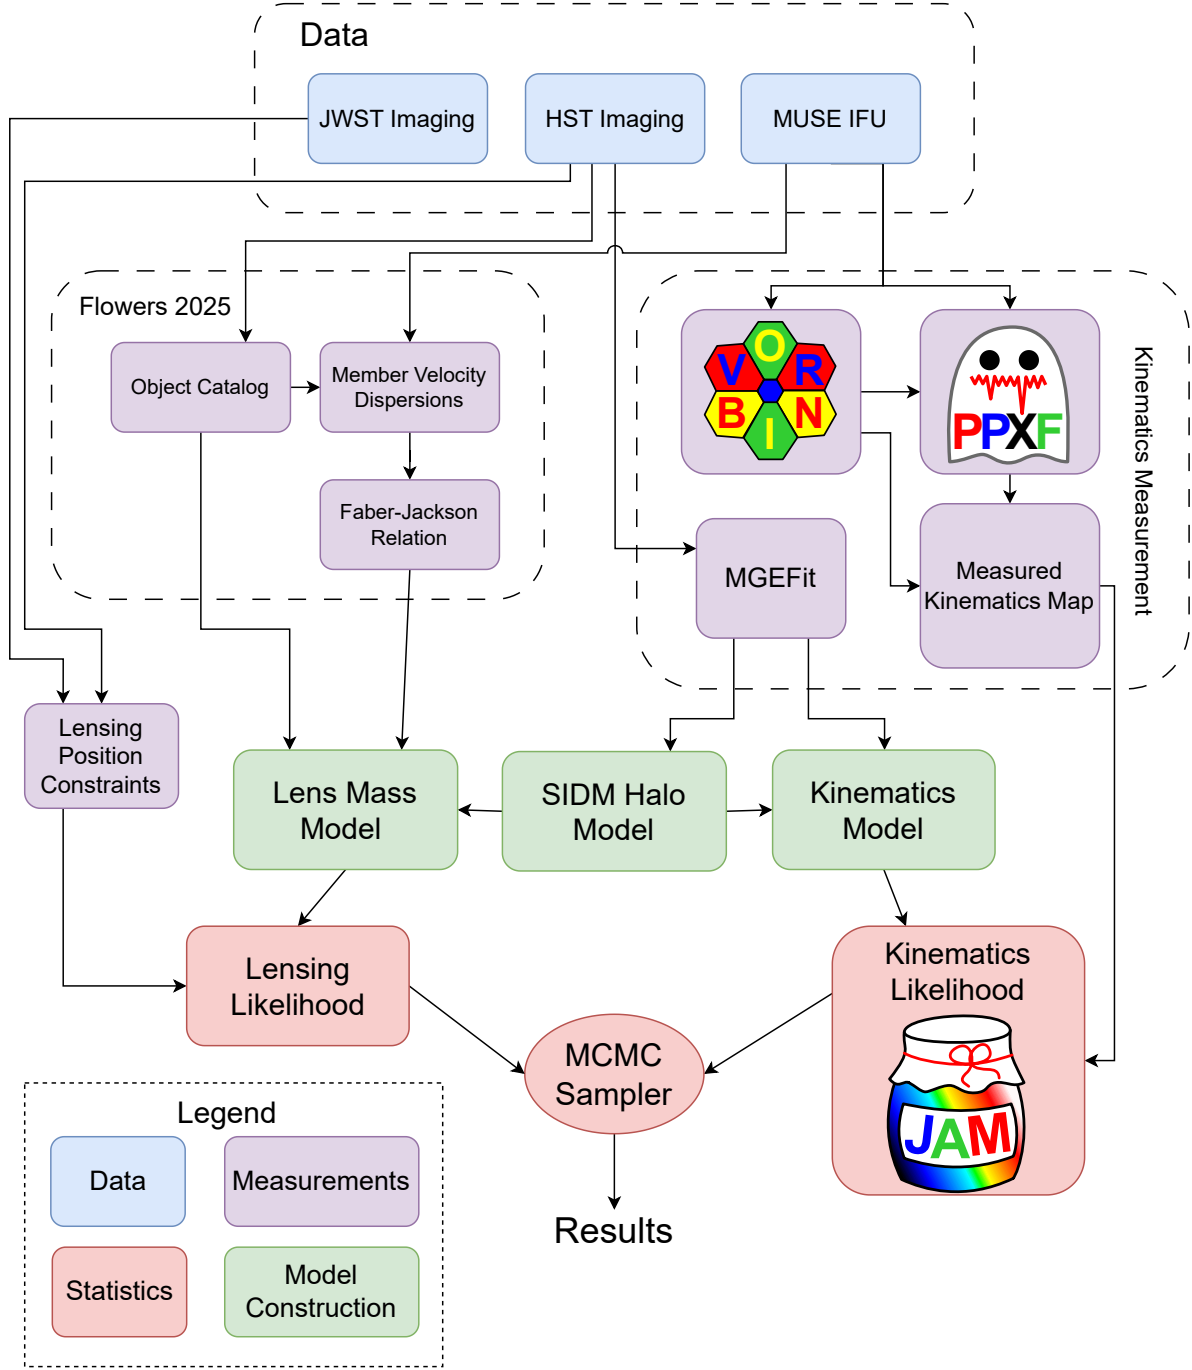 Data
JWST Imaging
HST Imaging
MUSE IFU
Flowers 2025
Object Catalog
Member Velocity
Dispersions
Faber-Jackson
Relation
VORBIN
PPXF
Kinematics Measurement
MGEFit
Measured
Kinematics Map
Lensing
Position
Constraints
Lens Mass
Model
SIDM Halo
Model
Kinematics
Model
Lensing
Likelihood
Kinematics
Likelihood
JAM
MCMC
Sampler
Results
Legend
Data
Measurements
Statistics
Model
Construction